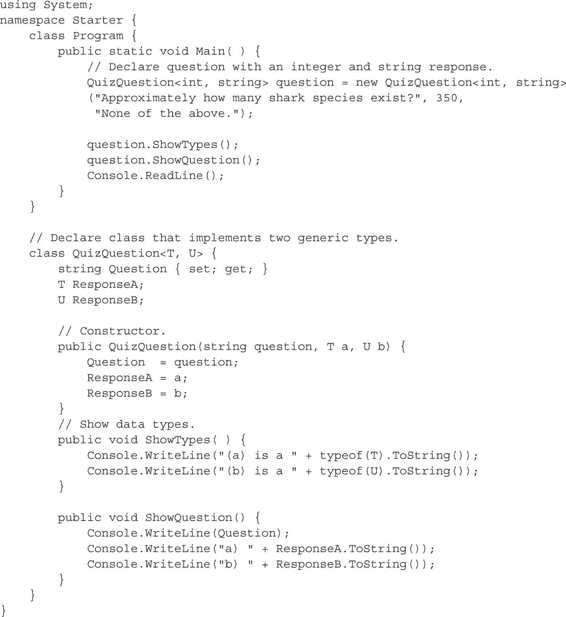 using System;
namespace Starter {
    class Program {
        public static void Main( ) {
            // Declare question with an integer and string response.
            QuizQuestion<int, string> question = new QuizQuestion<int, string>
            ("Approximately how many shark species exist?", 350,
             "None of the above.");

            question.ShowTypes();
            question.ShowQuestion();
            Console.ReadLine();
        }
    }

    // Declare class that implements two generic types.
    class QuizQuestion<T, U> {
        string Question { set; get; }
        T ResponseA;
        U ResponseB;

        // Constructor.
        public QuizQuestion(string question, T a, U b) {
            Question  = question;
            ResponseA = a;
            ResponseB = b;
        }
        // Show data types.
        public void ShowTypes( ) {
            Console.WriteLine("(a) is a " + typeof(T).ToString());
            Console.WriteLine("(b) is a " + typeof(U).ToString());
        }

        public void ShowQuestion() {
            Console.WriteLine(Question);
            Console.WriteLine("a) " + ResponseA.ToString());
            Console.WriteLine("b) " + ResponseB.ToString());
        }
    }
}